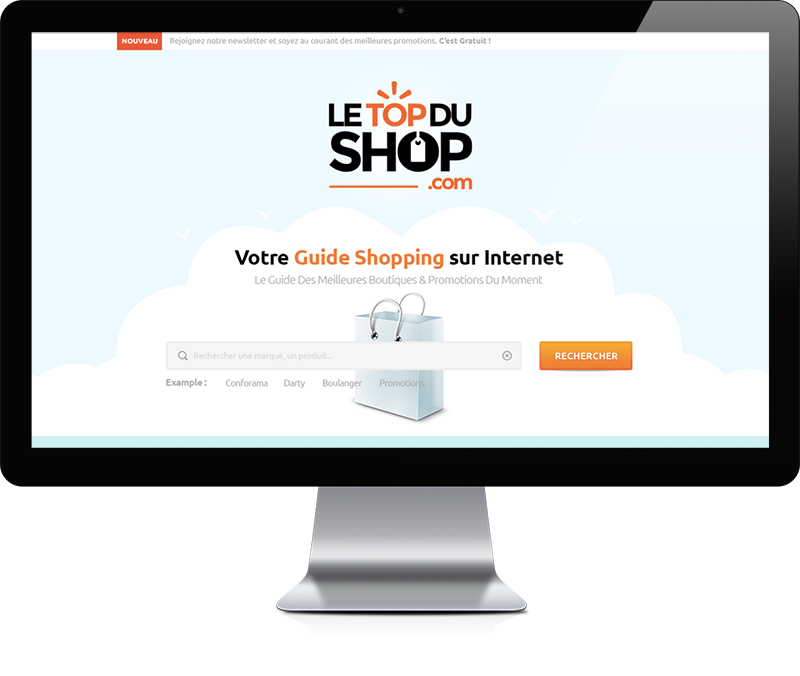 NOUVEAU Rejoignez notre newsletter et soyez au courant des meilleures promotions. C'est Gratuit !
LE TOP DU
SHOP
.com
Votre Guide Shopping sur Internet
Le Guide Des Meilleures Boutiques & Promotions Du Moment
Rechercher une marque, un produit... RECHERCHER
Example : Conforama Darty Boulanger Promotions